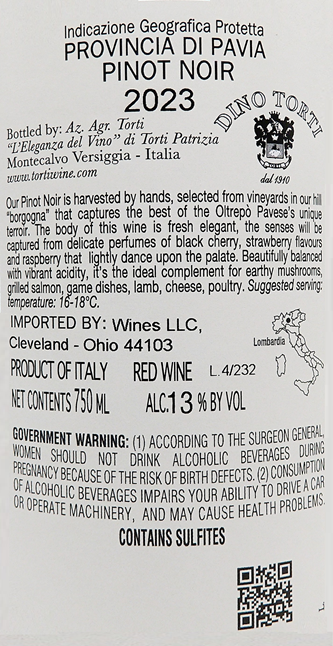 Indicazione Geografica Protetta
PROVINCIA DI PAVIA
PINOT NOIR
2023
DINO TORTI
dal 1910
Bottled by: Az. Agr. Torti
"L'Eleganza del Vino" di Torti Patrizia
Montecalvo Versiggia - Italia
www.tortiwine.com
Our Pinot Noir is harvested by hands, selected from vineyards in our hill
"borgogna" that captures the best of the Oltrepò Pavese's unique
terroir. The body of this wine is fresh elegant, the senses will be
captured from delicate perfumes of black cherry, strawberry flavours
and raspberry that lightly dance upon the palate. Beautifully balanced
with vibrant acidity, it's the ideal complement for earthy mushrooms,
grilled salmon, game dishes, lamb, cheese, poultry. Suggested serving:
temperature: 16-18°C.
IMPORTED BY: Wines LLC,
Cleveland - Ohio 44103
Lombardia
PRODUCT OF ITALY RED WINE L.4/232
NET CONTENTS 750 ML ALC.13 % BY VOL
GOVERNMENT WARNING: (1) ACCORDING TO THE SURGEON GENERAL,
WOMEN SHOULD NOT DRINK ALCOHOLIC BEVERAGES DURING
PREGNANCY BECAUSE OF THE RISK OF BIRTH DEFECTS. (2) CONSUMPTION
OF ALCOHOLIC BEVERAGES IMPAIRS YOUR ABILITY TO DRIVE A CAR
OR OPERATE MACHINERY, AND MAY CAUSE HEALTH PROBLEMS.
CONTAINS SULFITES